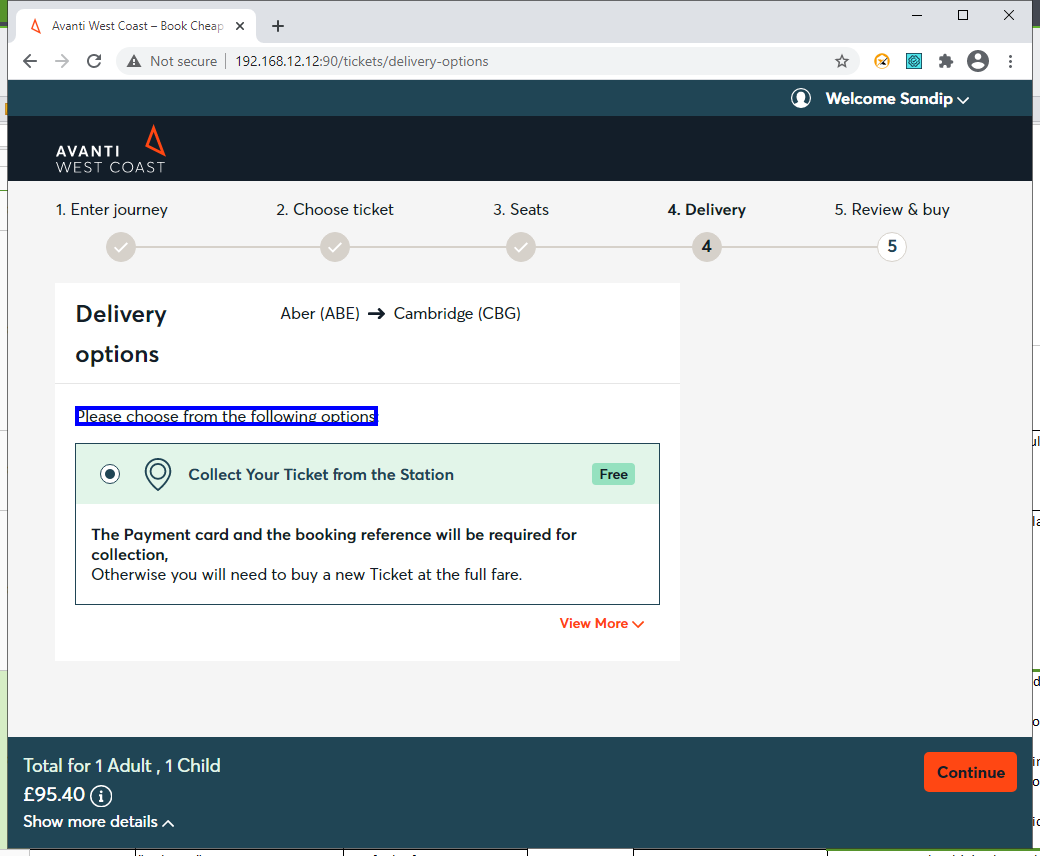 Avanti West Coast – Book Cheap
Not secure
192.168.12.12:90/tickets/delivery-options
Welcome Sandip
AVANTI
WEST COAST
1. Enter journey
2. Choose ticket
3. Seats
4. Delivery
5. Review & buy
4
5
Delivery
options
Aber (ABE) → Cambridge (CBG)
Please choose from the following options
Collect Your Ticket from the Station
Free
The Payment card and the booking reference will be required for
collection,
Otherwise you will need to buy a new Ticket at the full fare.
View More
Total for 1 Adult , 1 Child
£95.40
Show more details
Continue